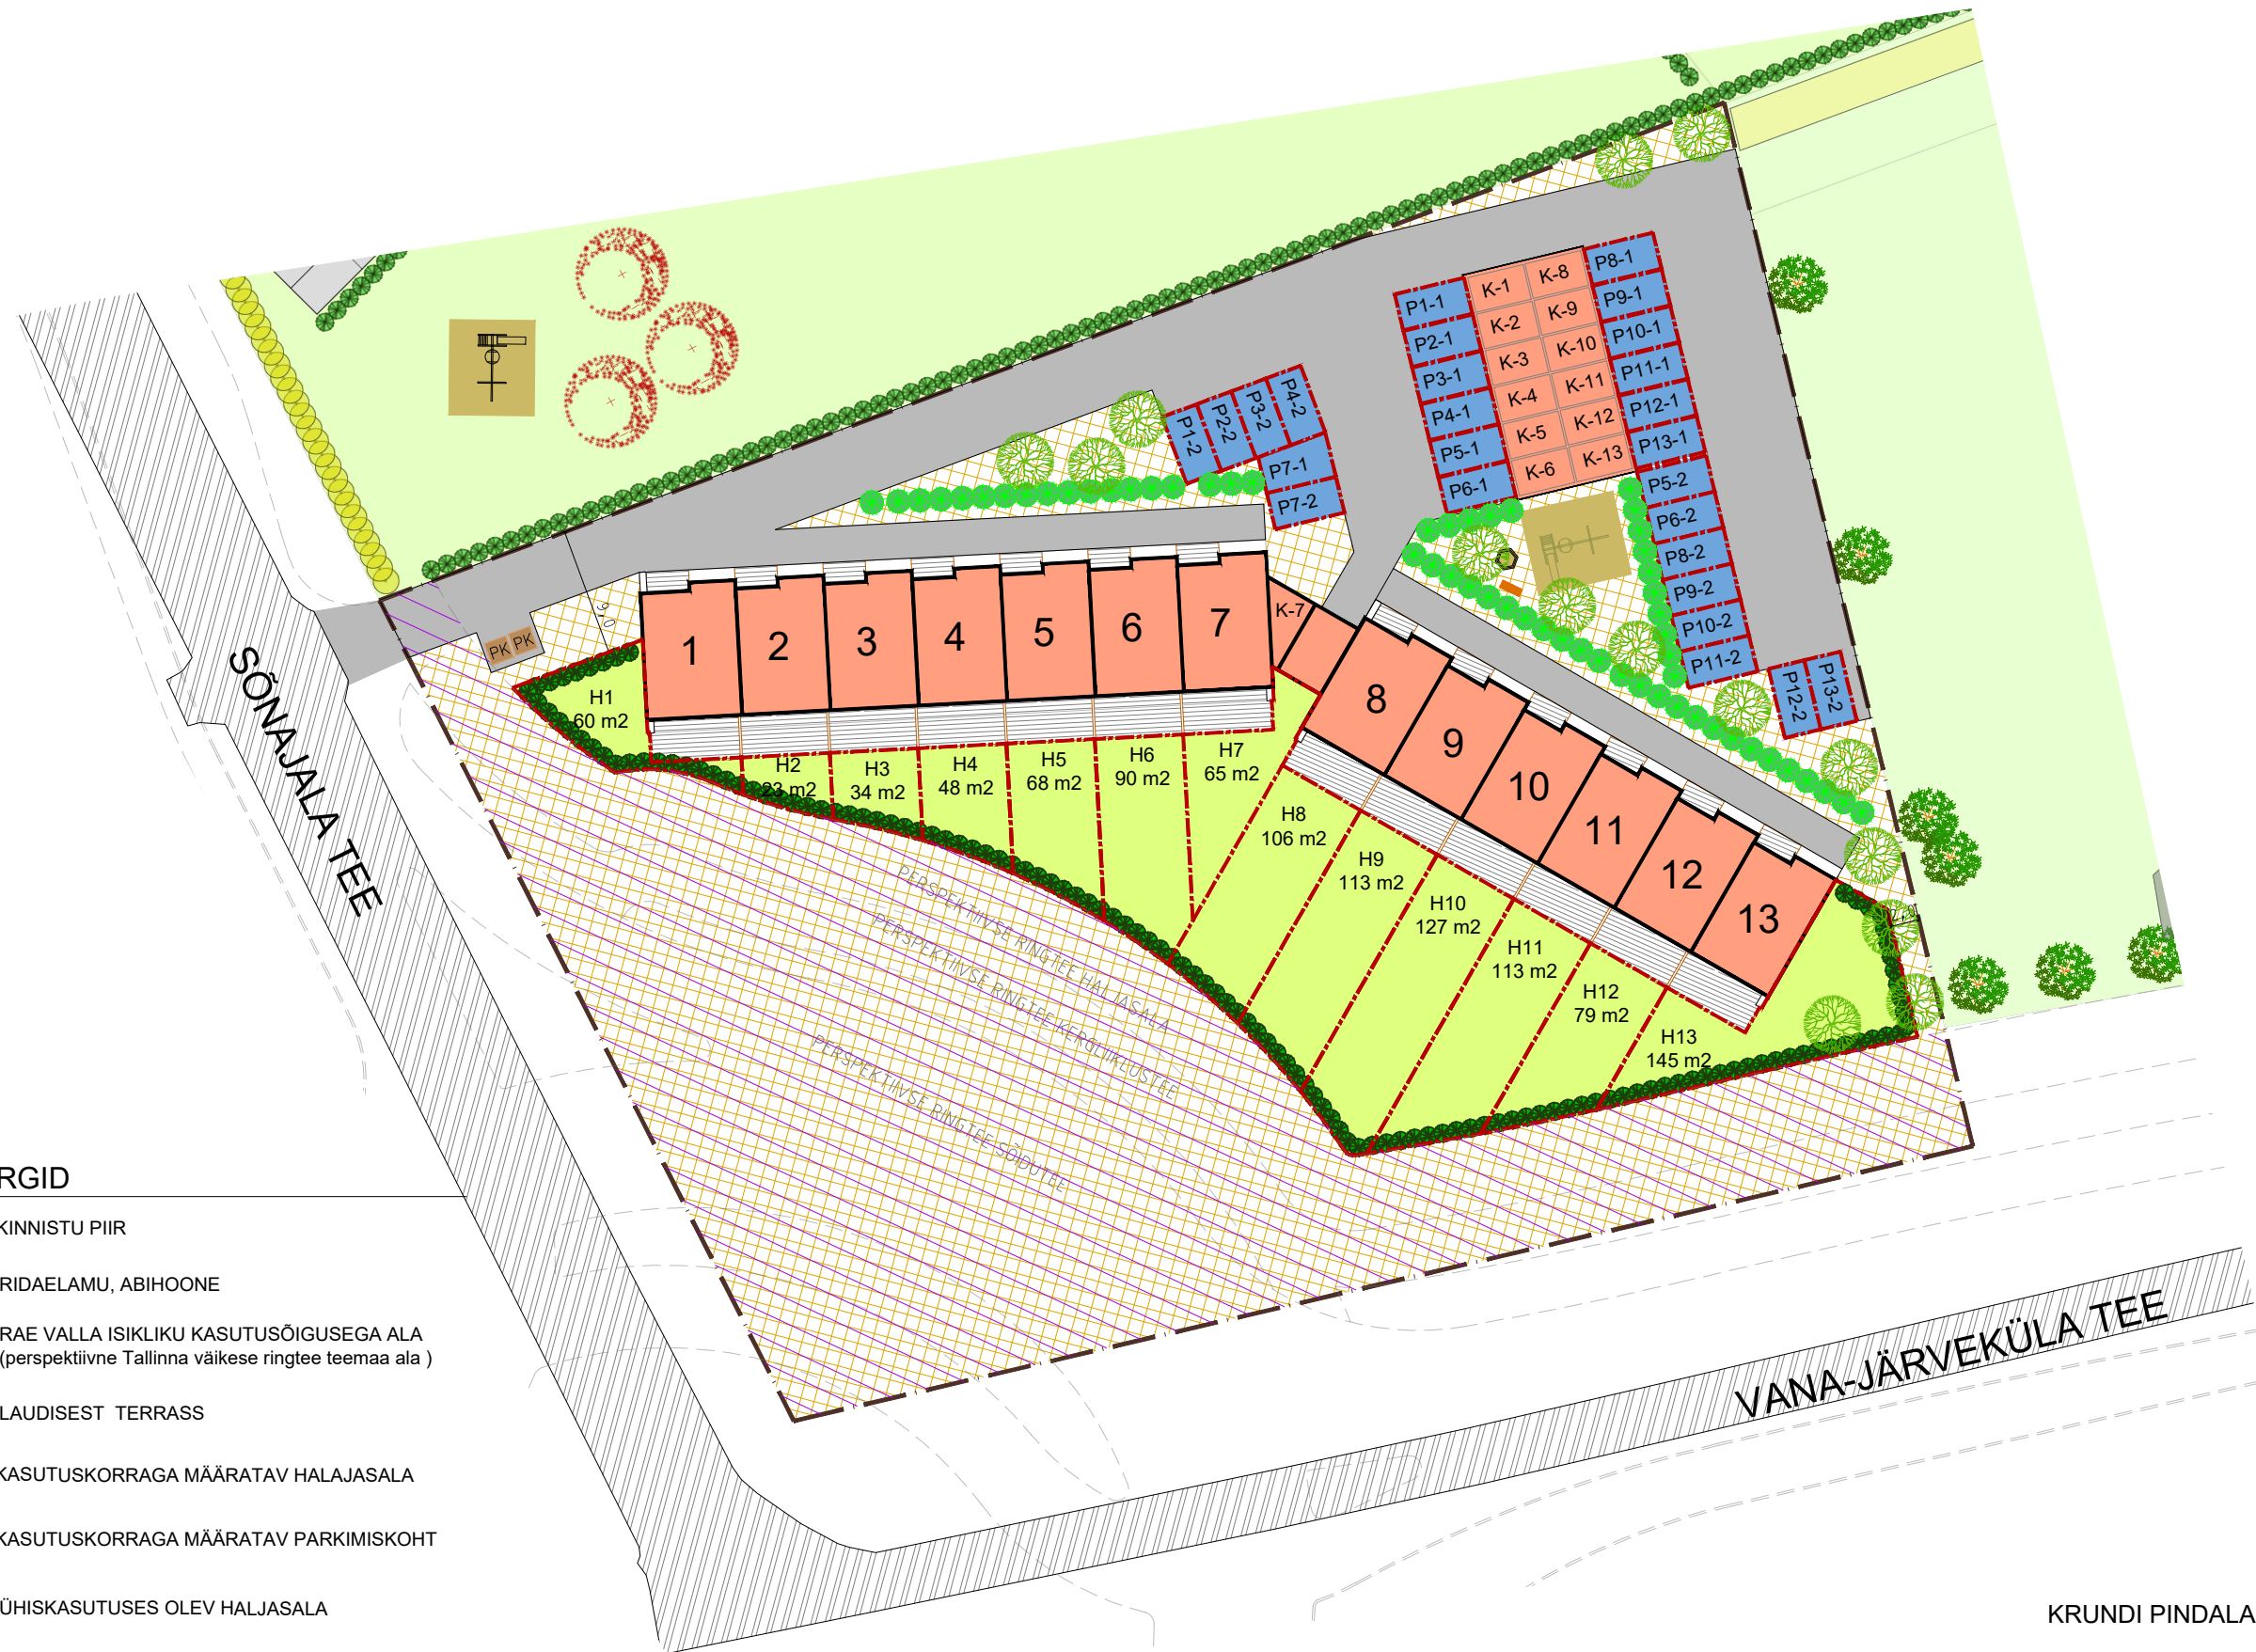 P1-1
P2-1
P3-1
P4-1
P5-1
P6-1
K-1
K-2
K-3
K-4
K-5
K-6
K-8
K-9
K-10
K-11
K-12
K-13
P8-1
P9-1
P10-1
P11-1
P12-1
P13-1
P5-2
P6-2
P8-2
P9-2
P10-2
P11-2
P12-2
P13-2
P1-2
P2-2
P3-2
P4-2
P7-1
P7-2
9,0
PK
PK
1
2
3
4
5
6
7
K-7
8
9
10
11
12
13
H1
60 m2
H2
23 m2
H3
34 m2
H4
48 m2
H5
68 m2
H6
90 m2
H7
65 m2
H8
106 m2
H9
113 m2
H10
127 m2
H11
113 m2
H12
79 m2
H13
145 m2
PERSPEKTIIVSE RINGTEE HALJASALA
PERSPEKTIIVSE RINGTEE KERGLIIKLUSTEE
PERSPEKTIIVSE RINGTEE SÕIDUTEE
SÕNAJALA TEE
VANA-JÄRVEKÜLA TEE
RGID
KINNISTU PIIR
RIDAELAMU, ABIHOONE
RAE VALLA ISIKLIKU KASUTUSÕIGUSEGA ALA
(perspektiivne Tallinna väikese ringtee teemaa ala )
LAUDISEST TERRASS
KASUTUSKORRAGA MÄÄRATAV HALAJASALA
KASUTUSKORRAGA MÄÄRATAV PARKIMISKOHT
ÜHISKASUTUSES OLEV HALJASALA
KRUNDI PINDALA